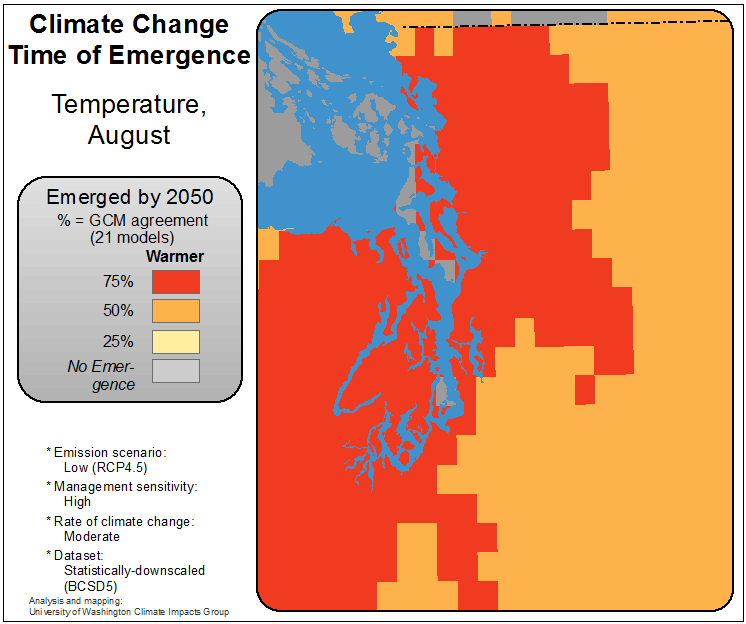 Climate Change
Time of Emergence
Temperature,
August
Emerged by 2050
% = GCM agreement
(21 models)
Warmer
75%
50%
25%
No Emer-
gence
* Emission scenario:
Low (RCP4.5)
* Management sensitivity:
High
* Rate of climate change:
Moderate
* Dataset:
Statistically-downscaled
(BCSD5)
Analysis and mapping:
University of Washington Climate Impacts Group